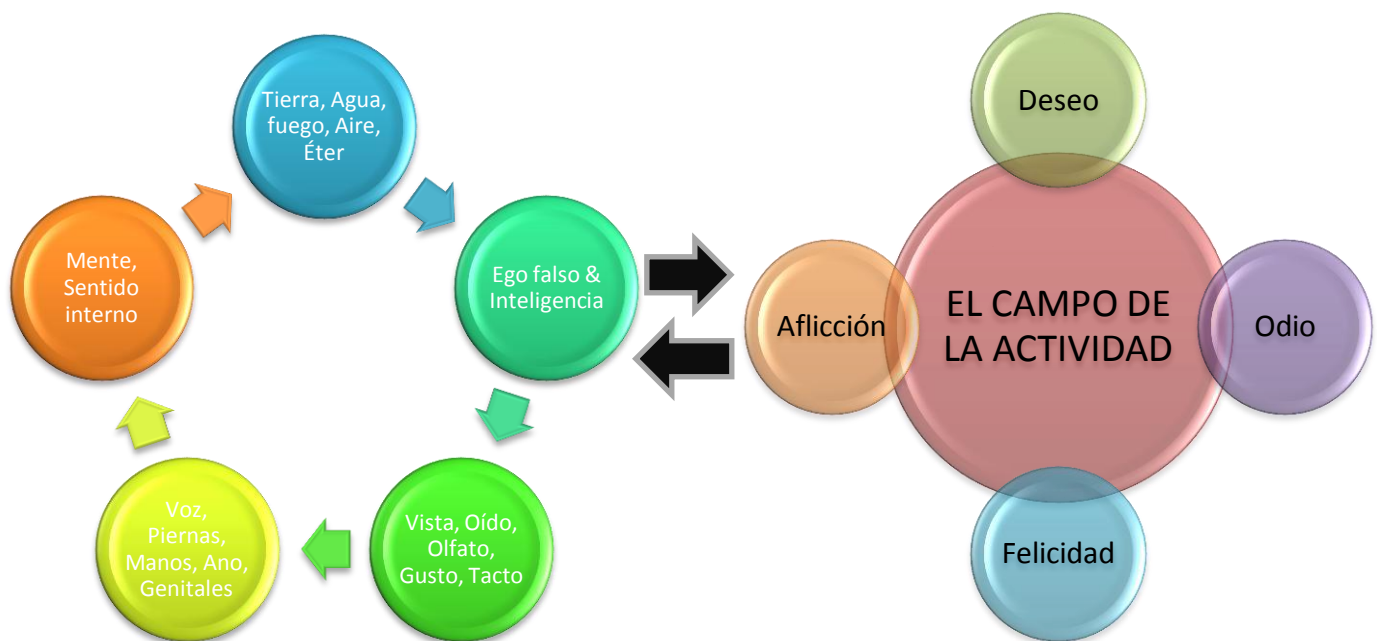 Tierra, Agua,
fuego, Aire,
Éter
Ego falso &
Inteligencia
Vista, Oído,
Olfato,
Gusto, Tacto
Voz,
Piernas,
Manos, Ano,
Genitales
Mente,
Sentido
interno
Deseo
Odio
Felicidad
Aflicción
EL CAMPO DE
LA ACTIVIDAD